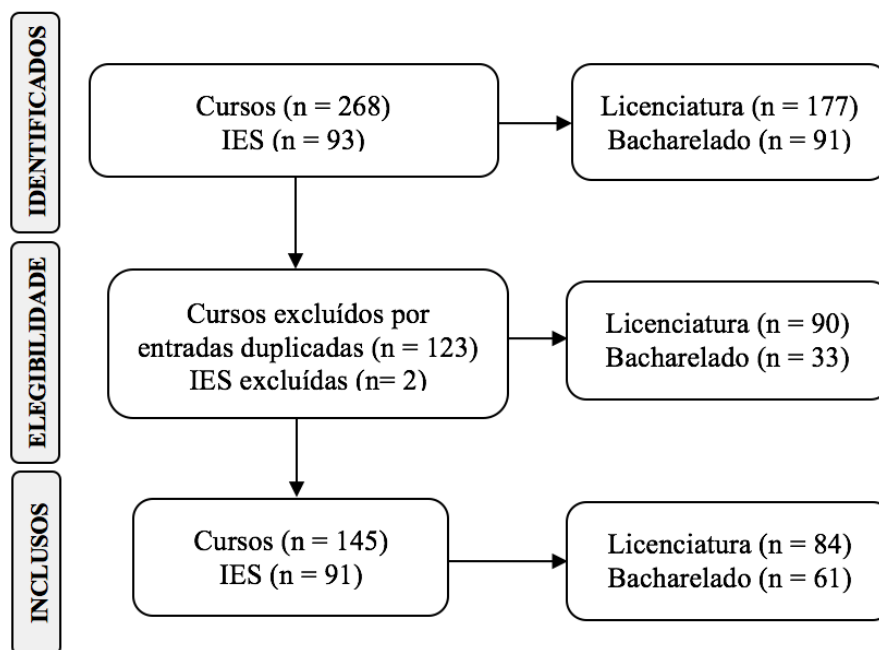 IDENTIFICADOS
Cursos (n = 268)
IES (n = 93)
Licenciatura (n = 177)
Bacharelado (n = 91)
ELEGIBILIDADE
Cursos excluídos por
entradas duplicadas (n = 123)
IES excluídas (n= 2)
Licenciatura (n = 90)
Bacharelado (n = 33)
INCLUSOS
Cursos (n = 145)
IES (n = 91)
Licenciatura (n = 84)
Bacharelado (n = 61)